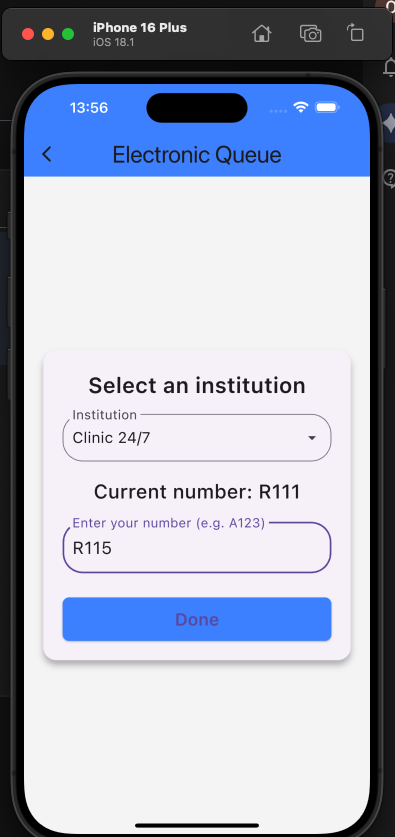 iPhone 16 Plus
iOS 18.1
13:56
Electronic Queue
Select an institution
Institution
Clinic 24/7
Current number: R111
Enter your number (e.g. A123)
R115
Done